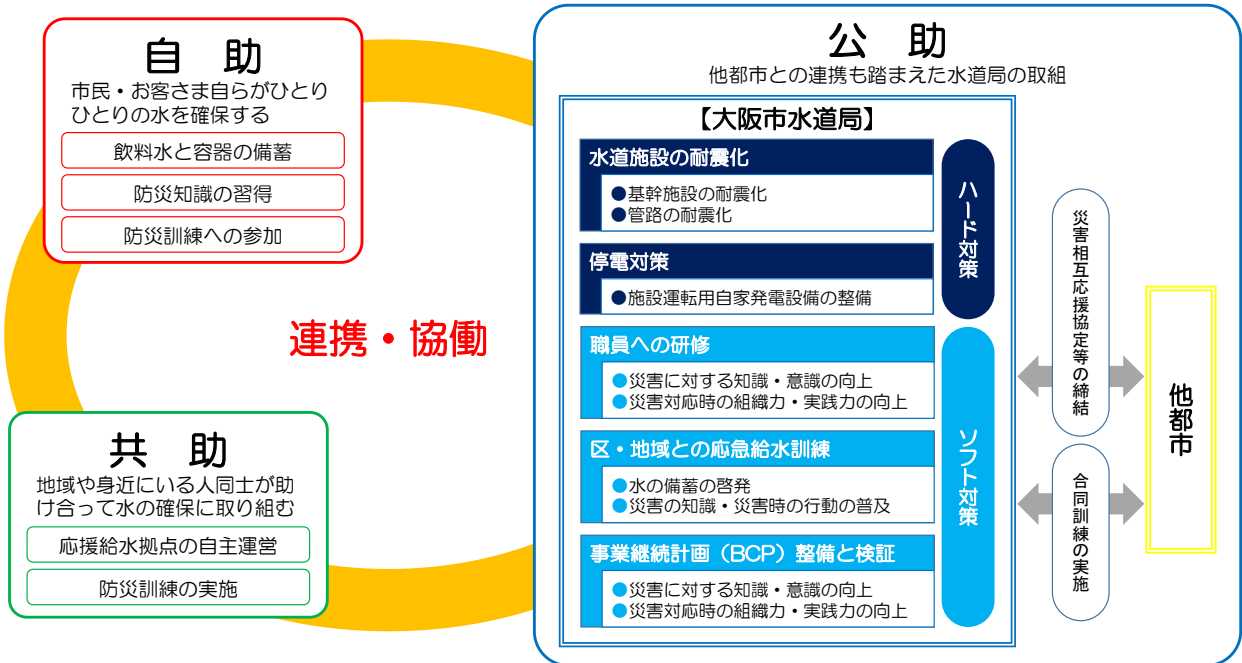 自　助
市民・お客さま自らがひとり
ひとりの水を確保する
飲料水と容器の備蓄
防災知識の習得
防災訓練への参加
連携・協働
共　助
地域や身近にいる人同士が助
け合って水の確保に取り組む
応援給水拠点の自主運営
防災訓練の実施
公　助
他都市との連携も踏まえた水道局の取組
【大阪市水道局】
水道施設の耐震化
●基幹施設の耐震化
●管路の耐震化
停電対策
●施設運転用自家発電設備の整備
ハード対策
職員への研修
●災害に対する知識・意識の向上
●災害対応時の組織力・実践力の向上
区・地域との応急給水訓練
●水の備蓄の啓発
●災害の知識・災害時の行動の普及
事業継続計画（BCP）整備と検証
●災害に対する知識・意識の向上
●災害対応時の組織力・実践力の向上
ソフト対策
災害相互応援協定等の締結
合同訓練の実施
他都市